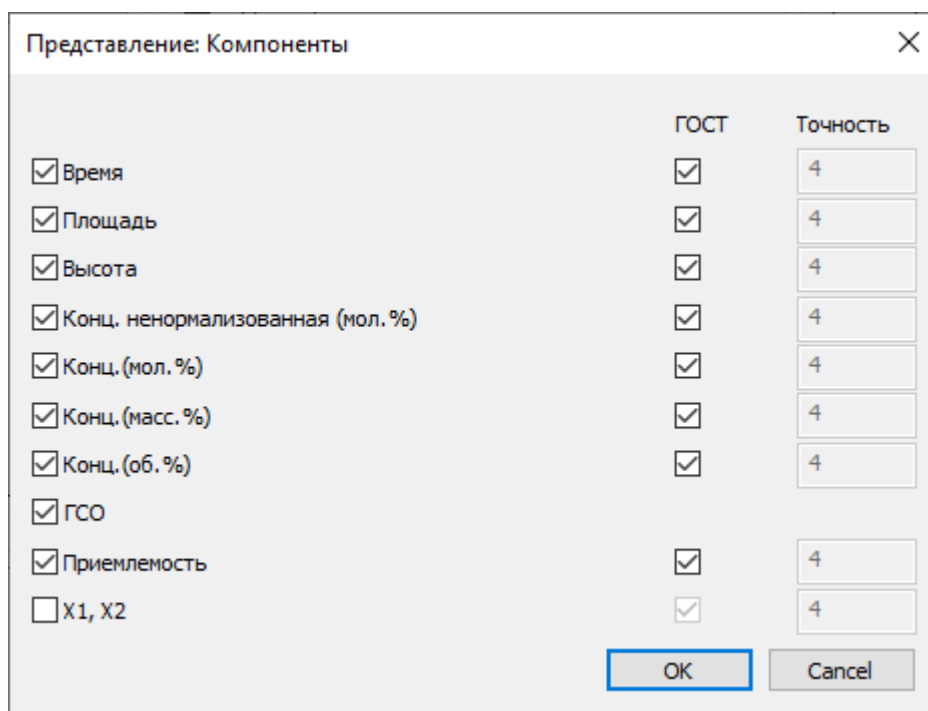 Представление: Компоненты
ГОСТ Точность
Время 4
Площадь 4
Высота 4
Конц. ненормализованная (мол.%) 4
Конц.(мол.%) 4
Конц.(масс.%) 4
Конц.(об.%) 4
ГСО
Приемлемость 4
X1, X2 4
OK Cancel